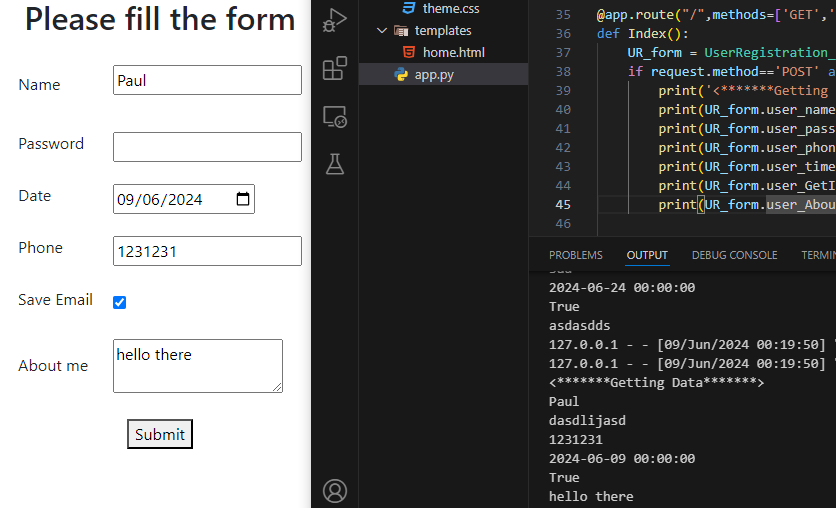 Please fill the form
Name
Paul
Password
Date
09/06/2024
Phone
1231231
Save Email
About me
hello there
Submit
theme.css
templates
home.html
app.py
35 @app.route("/",methods=['GET','
36 def Index():
37 UR_form = UserRegistration_
38 if request.method=='POST' a
39 print('<*******Getting
40 print(UR_form.user_name
41 print(UR_form.user_pass
42 print(UR_form.user_phon
43 print(UR_form.user_time
44 print(UR_form.user_GetI
45 print(UR_form.user_Abou
46
PROBLEMS OUTPUT DEBUG CONSOLE TERMIN
2024-06-24 00:00:00
True
asdasdds
127.0.0.1 - - [09/Jun/2024 00:19:50] "
127.0.0.1 - - [09/Jun/2024 00:19:50] "
<*******Getting Data*******>
Paul
dasdlijasd
1231231
2024-06-09 00:00:00
True
hello there